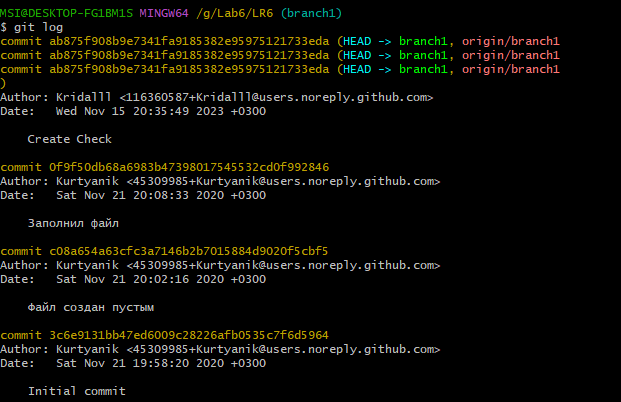 MSI@DESKTOP-FG1BM1S MINGW64 /g/Lab6/LR6 (branch1)
$ git log
commit ab875f908b9e7341fa9185382e95975121733eda (HEAD -> branch1, origin/branch1
commit ab875f908b9e7341fa9185382e95975121733eda (HEAD -> branch1, origin/branch1
commit ab875f908b9e7341fa9185382e95975121733eda (HEAD -> branch1, origin/branch1
)
Author: Kridalll <116360587+Kridalll@users.noreply.github.com>
Date:   Wed Nov 15 20:35:49 2023 +0300
Create Check
commit 0f9f50db68a6983b47398017545532cd0f992846
Author: Kurtyanik <45309985+Kurtyanik@users.noreply.github.com>
Date:   Sat Nov 21 20:08:33 2020 +0300
Заполнил файл
commit c08a654a63cfc3a7146b2b7015884d9020f5cbf5
Author: Kurtyanik <45309985+Kurtyanik@users.noreply.github.com>
Date:   Sat Nov 21 20:02:16 2020 +0300
Файл создан пустым
commit 3c6e9131bb47ed6009c28226afb0535c7f6d5964
Author: Kurtyanik <45309985+Kurtyanik@users.noreply.github.com>
Date:   Sat Nov 21 19:58:20 2020 +0300
Initial commit